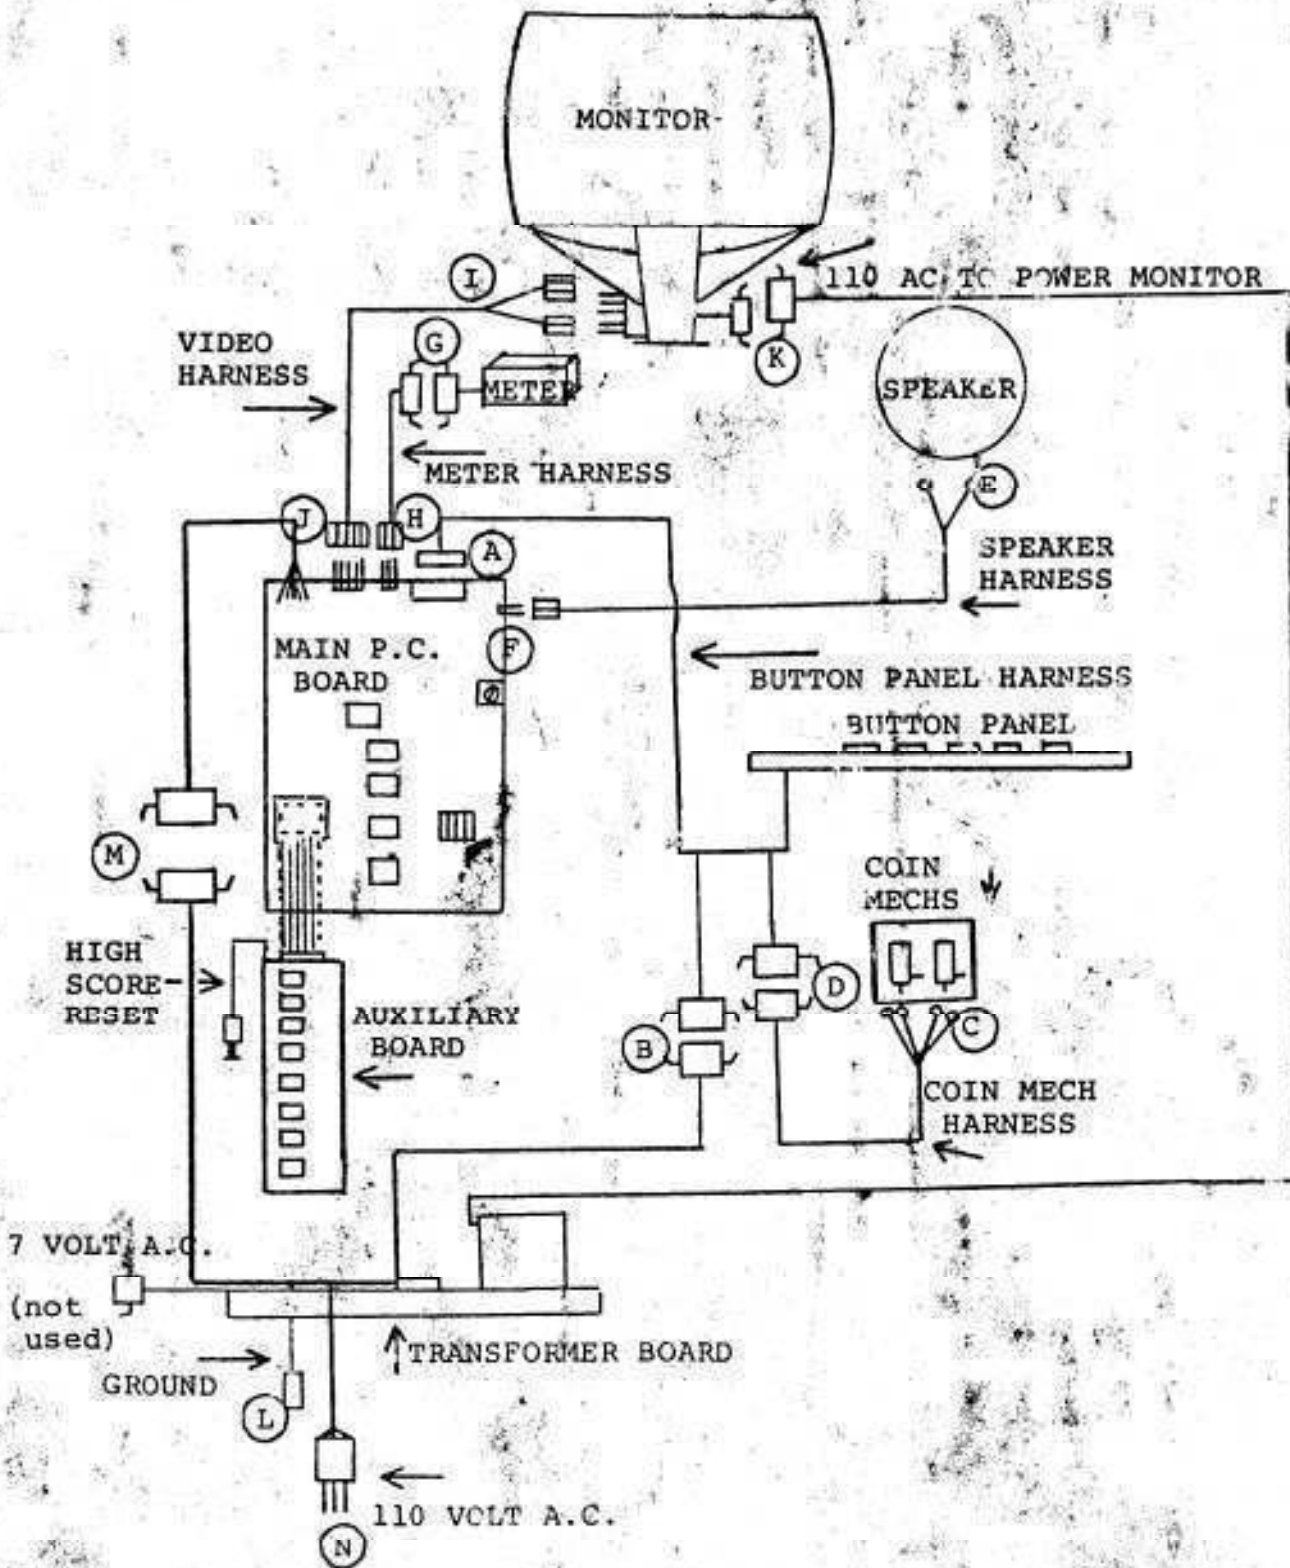 MONITOR
I
110 AC TO POWER MONITOR
VIDEO
HARNESS
G
METER
K
SPEAKER
METER HARNESS
J
H
E
A
SPEAKER
HARNESS
MAIN P.C.
BOARD
F
BUTTON PANEL HARNESS
BUTTON PANEL
M
COIN
MECHS
HIGH
SCORE
RESET
D
AUXILIARY
BOARD
B
C
COIN MECH
HARNESS
7 VOLT A.C.
(not
used)
TRANSFORMER BOARD
GROUND
L
110 VOLT A.C.
N